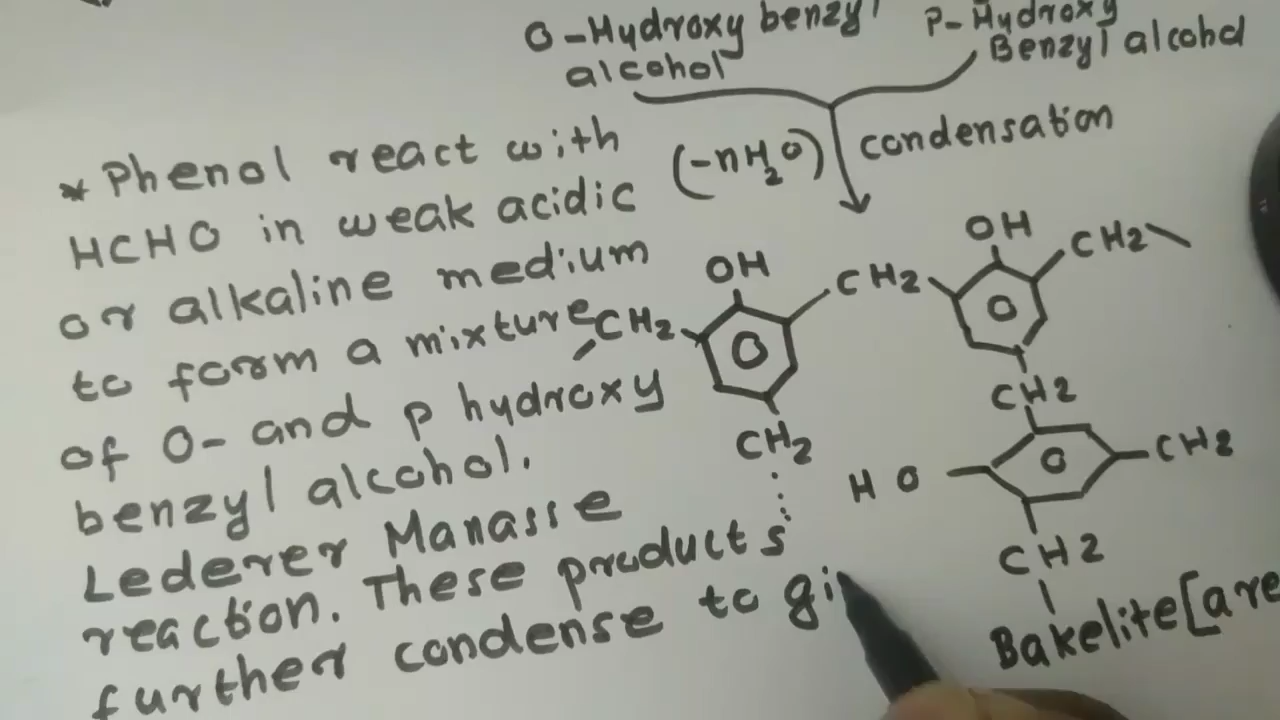 O-Hydroxy benzyl
alcohol
P-Hydroxy
Benzyl alcohol
(-nH2O)
condensation
* Phenol react with
HCHO in weak acidic
or alkaline medium
to form a mixture
of O- and p hydroxy
benzyl alcohol.
Lederer Manasse
reaction. These products
further condense to gi
OH
CH2
OH
CH2
CH2
CH2
CH2
HO
CH2
CH2
Bakelite[are